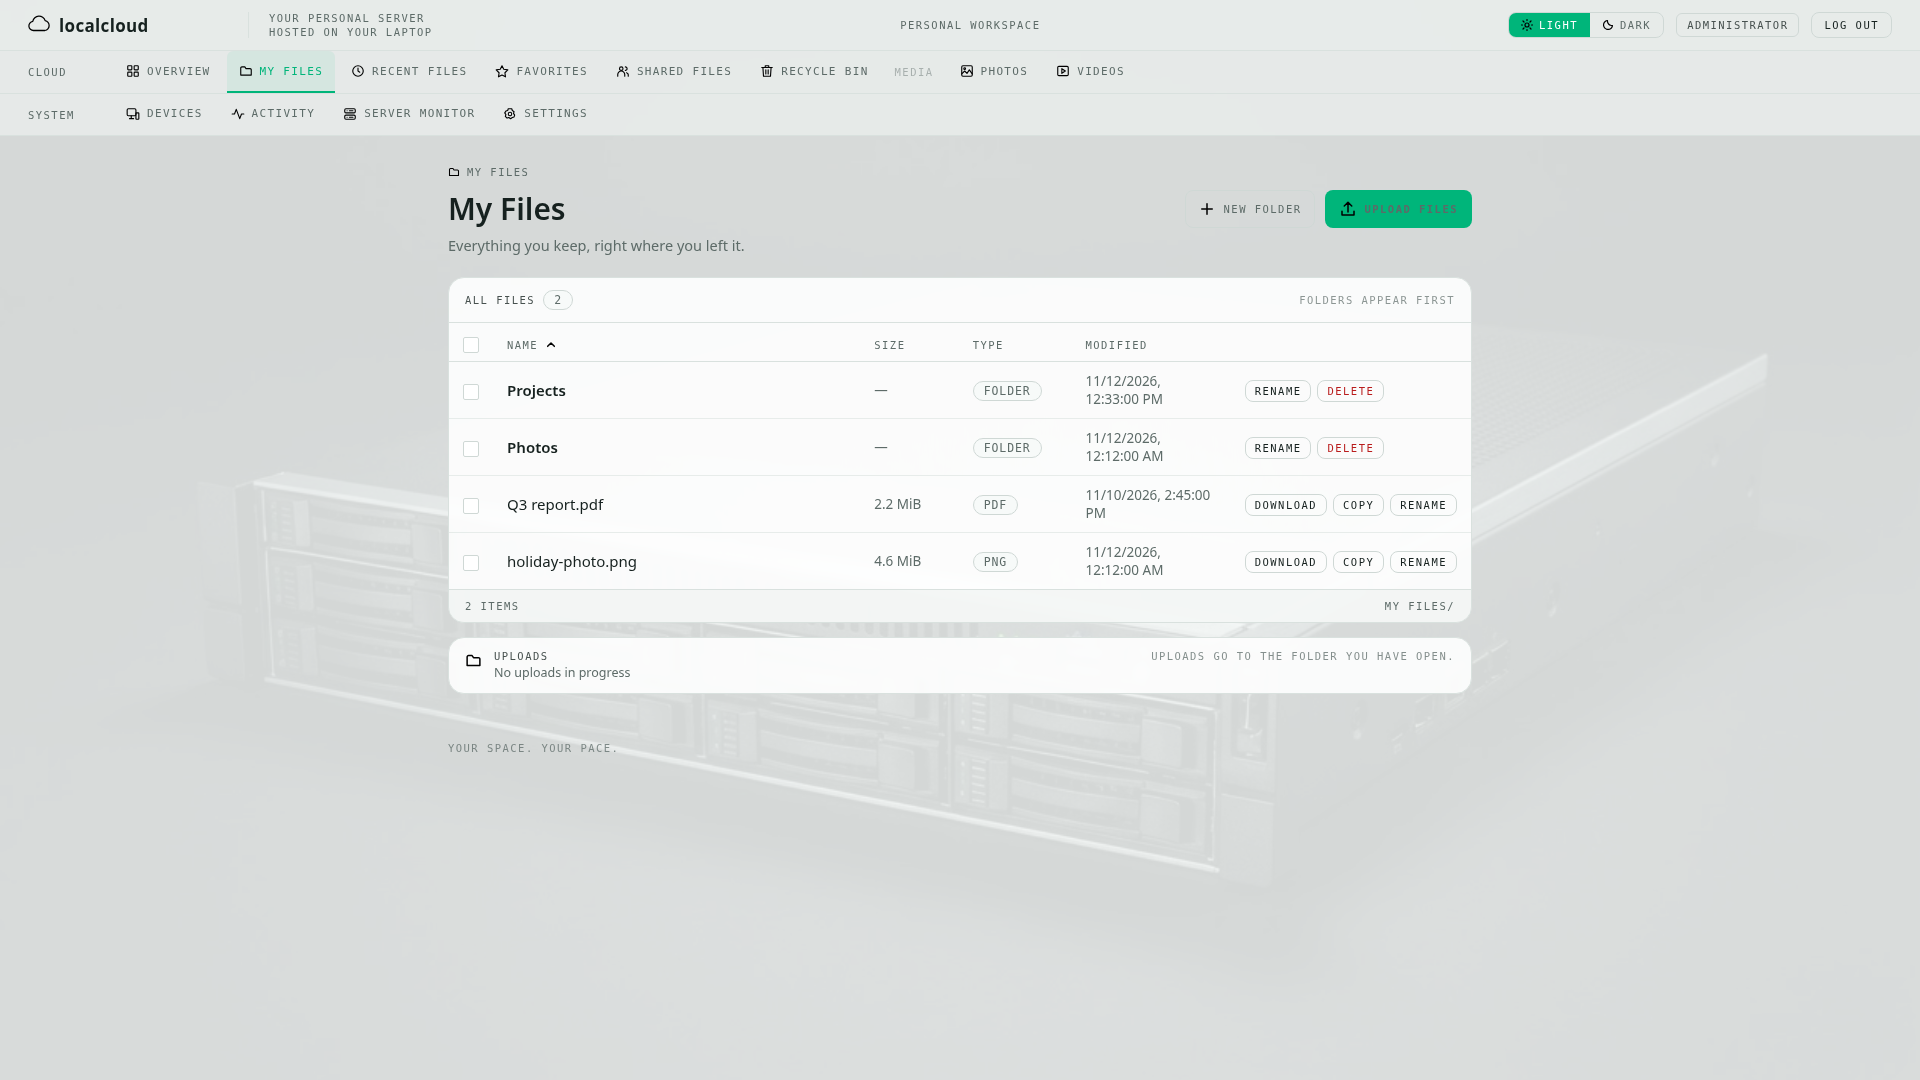 localcloud
YOUR PERSONAL SERVER
HOSTED ON YOUR LAPTOP
PERSONAL WORKSPACE
LIGHT
DARK
ADMINISTRATOR
LOG OUT
CLOUD
OVERVIEW
MY FILES
RECENT FILES
FAVORITES
SHARED FILES
RECYCLE BIN
MEDIA
PHOTOS
VIDEOS
SYSTEM
DEVICES
ACTIVITY
SERVER MONITOR
SETTINGS
MY FILES
My Files
Everything you keep, right where you left it.
NEW FOLDER
UPLOAD FILES
ALL FILES 2
FOLDERS APPEAR FIRST
NAME SIZE TYPE MODIFIED
Projects — FOLDER 11/12/2026, 12:33:00 PM RENAME DELETE
Photos — FOLDER 11/12/2026, 12:12:00 AM RENAME DELETE
Q3 report.pdf 2.2 MiB PDF 11/10/2026, 2:45:00 PM DOWNLOAD COPY RENAME
holiday-photo.png 4.6 MiB PNG 11/12/2026, 12:12:00 AM DOWNLOAD COPY RENAME
2 ITEMS
MY FILES/
UPLOADS
No uploads in progress
UPLOADS GO TO THE FOLDER YOU HAVE OPEN.
YOUR SPACE. YOUR PACE.